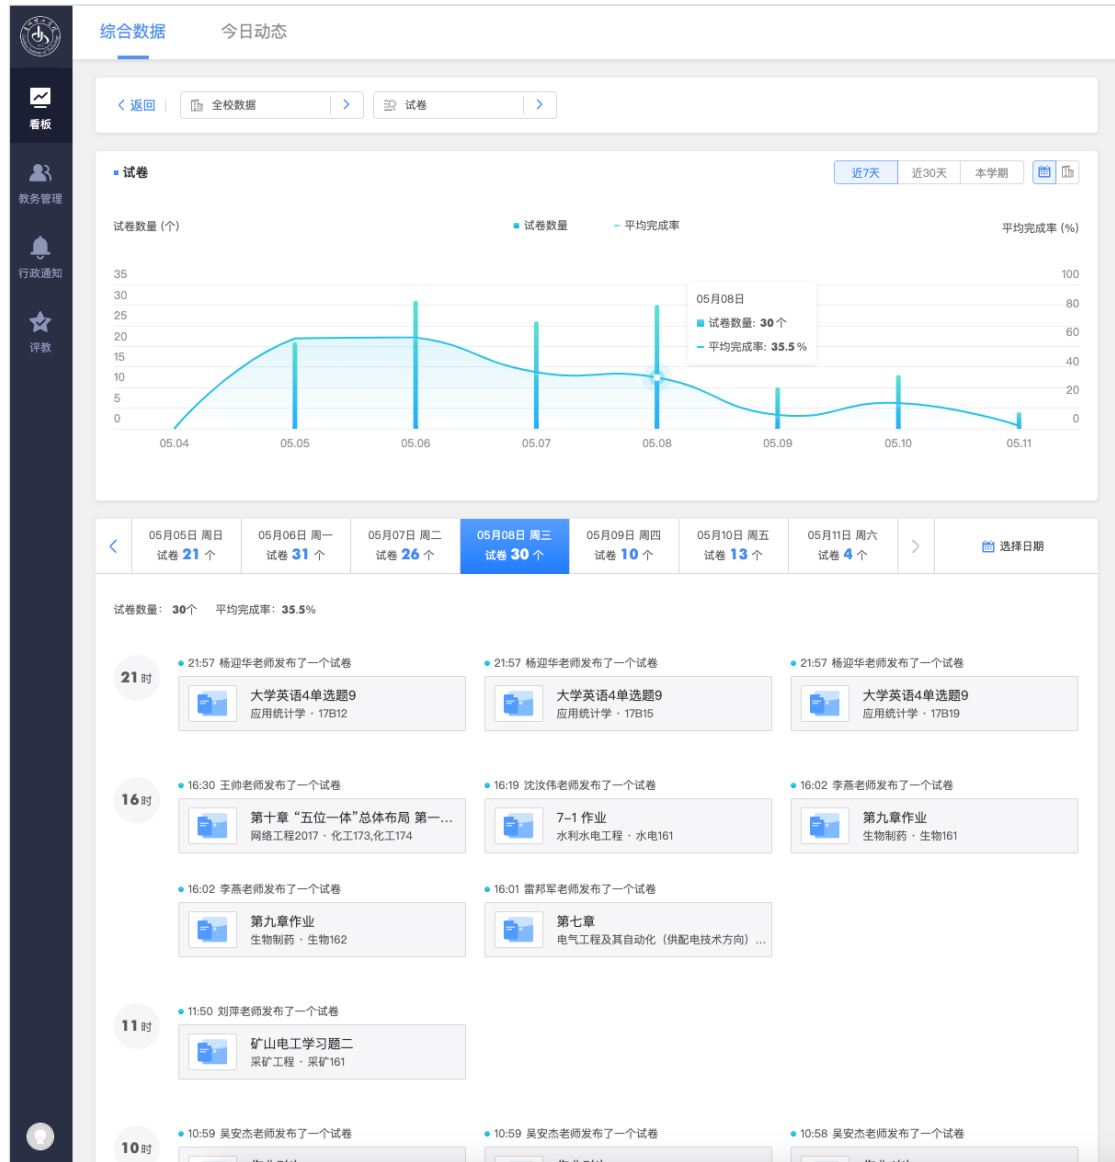 综合数据
今日动态
看板
教务管理
行政通知
评教
返回
全校数据
试卷
试卷
近7天
近30天
本学期
试卷数量 (个)
试卷数量
平均完成率
平均完成率 (%)
35
30
25
20
15
10
5
0
100
80
60
40
20
0
05月08日
试卷数量: 30 个
平均完成率: 35.5 %
05.04
05.05
05.06
05.07
05.08
05.09
05.10
05.11
05月05日 周日
试卷 21 个
05月06日 周一
试卷 31 个
05月07日 周二
试卷 26 个
05月08日 周三
试卷 30 个
05月09日 周四
试卷 10 个
05月10日 周五
试卷 13 个
05月11日 周六
试卷 4 个
选择日期
试卷数量: 30个 平均完成率: 35.5%
21 时
21:57 杨迎华老师发布了一个试卷
大学英语4单选题9
应用统计学 · 17B12
21:57 杨迎华老师发布了一个试卷
大学英语4单选题9
应用统计学 · 17B15
21:57 杨迎华老师发布了一个试卷
大学英语4单选题9
应用统计学 · 17B19
16 时
16:30 王帅老师发布了一个试卷
第十章 “五位一体”总体布局 第一...
网络工程2017 · 化工173,化工174
16:19 沈汝伟老师发布了一个试卷
7-1 作业
水利水电工程 · 水电161
16:02 李燕老师发布了一个试卷
第九章作业
生物制药 · 生物161
16:02 李燕老师发布了一个试卷
第九章作业
生物制药 · 生物162
16:01 雷邦军老师发布了一个试卷
第七章
电气工程及其自动化（供配电技术方向）...
11 时
11:50 刘萍老师发布了一个试卷
矿山电工学习题二
采矿工程 · 采矿161
10 时
10:59 吴安杰老师发布了一个试卷
10:59 吴安杰老师发布了一个试卷
10:58 吴安杰老师发布了一个试卷